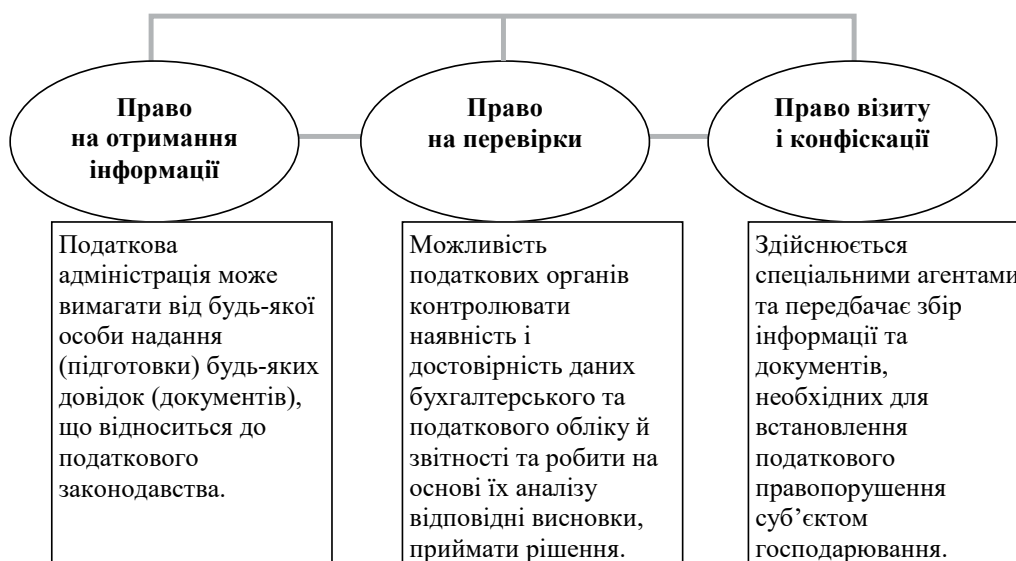 Право
на отримання
інформації
Право
на перевірки
Право візиту
і конфіскації
Податкова
адміністрація може
вимагати від будь-якої
особи надання
(підготовки) будь-яких
довідок (документів),
що відноситься до
податкового
законодавства.
Можливість
податкових органів
контролювати
наявність і
достовірність даних
бухгалтерського та
податкового обліку й
звітності та робити на
основі їх аналізу
відповідні висновки,
приймати рішення.
Здійснюється
спеціальними агентами
та передбачає збір
інформації та
документів,
необхідних для
встановлення
податкового
правопорушення
суб’єктом
господарювання.